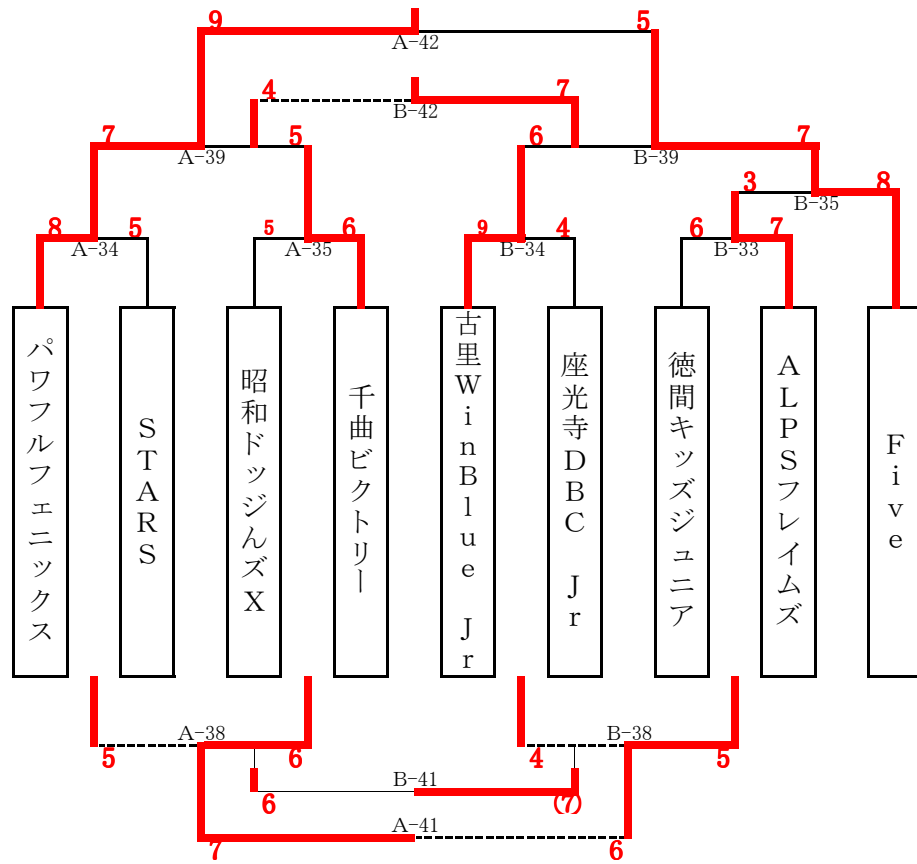 9
5
A-42
4
7
B-42
7
5
6
7
A-39
B-39
3
8
B-35
8
5
5
6
9
4
6
7
A-34
A-35
B-34
B-33
パワフルフェニックス
STARS
昭和ドッジんズX
千曲ビクトリー
古里WinBlue Jr
座光寺DBC Jr
徳間キッズジュニア
ALPSフレイムズ
Five
A-38
B-38
5
6
4
5
B-41
6
(7)
A-41
7
6